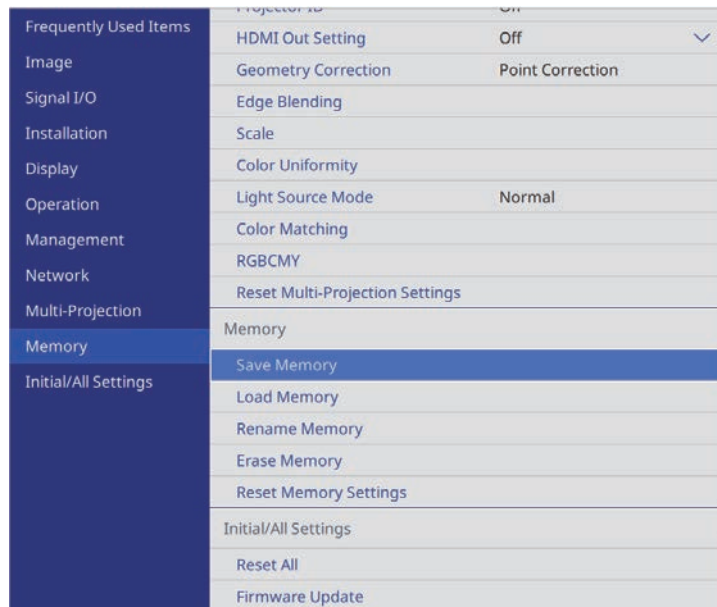 Frequently Used Items
Image
Signal I/O
Installation
Display
Operation
Management
Network
Multi-Projection
Memory
Initial/All Settings
Projector ID Off
HDMI Out Setting Off
Geometry Correction Point Correction
Edge Blending
Scale
Color Uniformity
Light Source Mode Normal
Color Matching
RGBCMY
Reset Multi-Projection Settings
Memory
Save Memory
Load Memory
Rename Memory
Erase Memory
Reset Memory Settings
Initial/All Settings
Reset All
Firmware Update